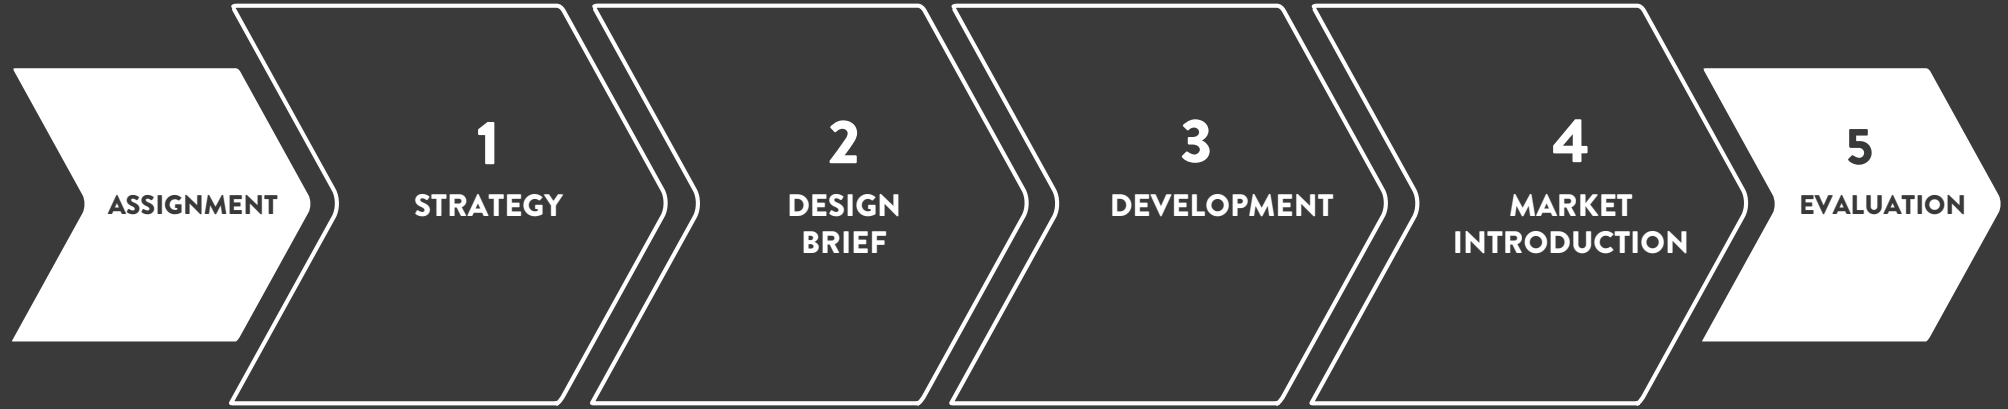 ASSIGNMENT
1
STRATEGY
2
DESIGN
BRIEF
3
DEVELOPMENT
4
MARKET
INTRODUCTION
5
EVALUATION